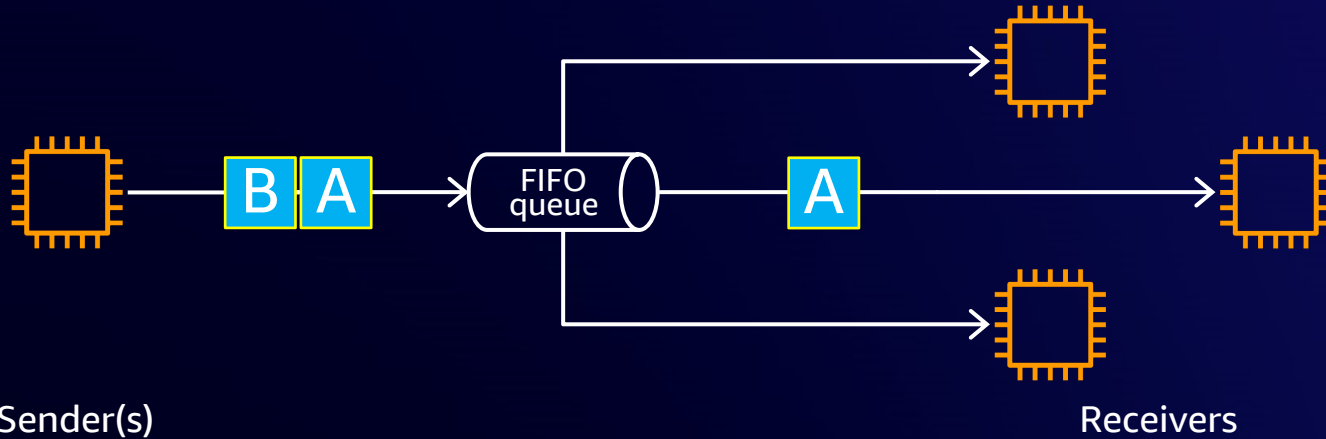 B
A
FIFO
queue
A
Sender(s)
Receivers